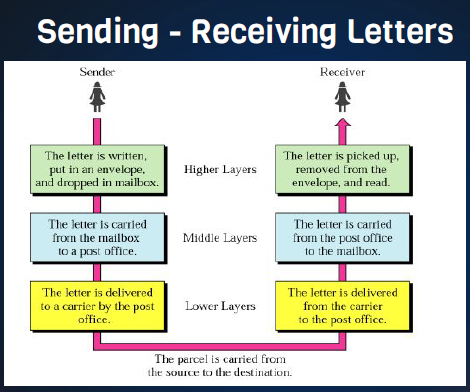 Sending - Receiving Letters
Sender
Receiver
The letter is written,
put in an envelope,
and dropped in mailbox.
Higher Layers
The letter is picked up,
removed from the
envelope, and read.
The letter is carried
from the mailbox
to a post office.
Middle Layers
The letter is carried
from the post office
to the mailbox.
The letter is delivered
to a carrier by the post
office.
Lower Layers
The letter is delivered
from the carrier
to the post office.
The parcel is carried from
the source to the destination.